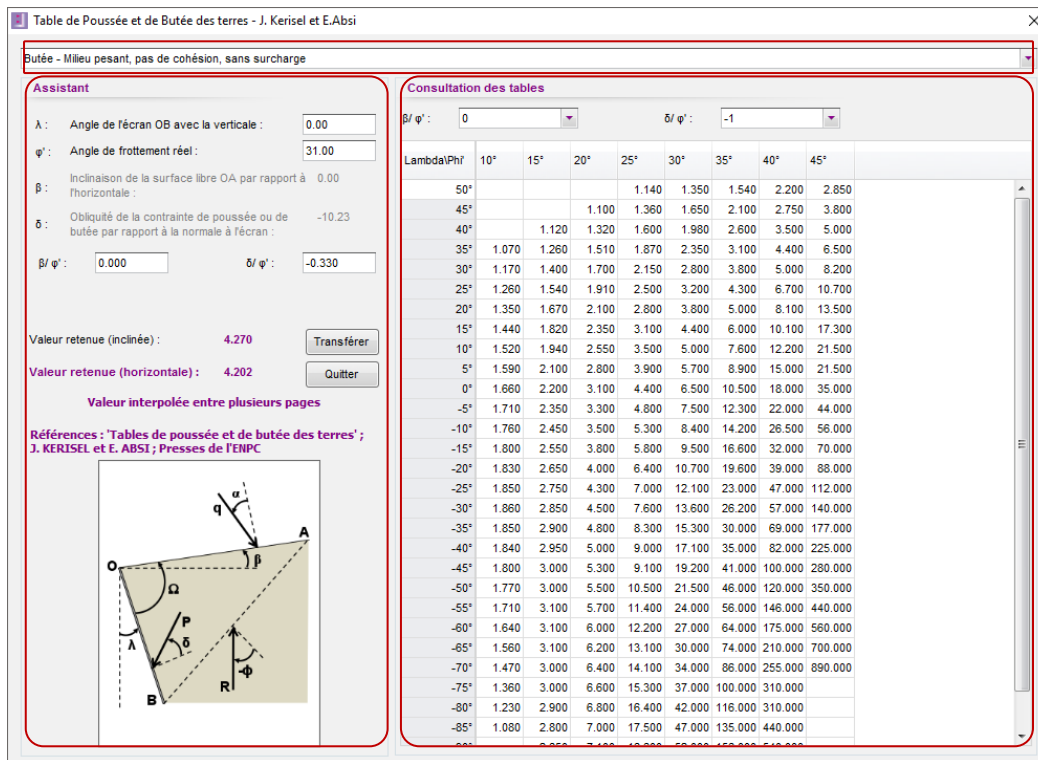 Table de Poussée et de Butée des terres - J. Kerisel et E.Absi
Butée - Milieu pesant, pas de cohésion, sans surcharge
Assistant
λ : Angle de l'écran OB avec la verticale : 0.00
φ' : Angle de frottement réel : 31.00
β : Inclinaison de la surface libre OA par rapport à l'horizontale : 0.00
δ : Obliquité de la contrainte de poussée ou de butée par rapport à la normale à l'écran : -10.23
β/ φ' : 0.000 δ/ φ' : -0.330
Valeur retenue (inclinée) : 4.270 Transférer
Valeur retenue (horizontale) : 4.202 Quitter
Valeur interpolée entre plusieurs pages
Références : 'Tables de poussée et de butée des terres' ;
J. KERISEL et E. ABSI ; Presses de l'ENPC
α
q
A
O
β
Ω
P
λ
δ
-ϕ
R
B
Consultation des tables
β/ φ' : 0 δ/ φ' : -1
Lambda\Phi' 10° 15° 20° 25° 30° 35° 40° 45°
50° 1.140 1.350 1.540 2.200 2.850
45° 1.100 1.360 1.650 2.100 2.750 3.800
40° 1.120 1.320 1.600 1.980 2.600 3.500 5.000
35° 1.070 1.260 1.510 1.870 2.350 3.100 4.400 6.500
30° 1.170 1.400 1.700 2.150 2.800 3.800 5.000 8.200
25° 1.260 1.540 1.910 2.500 3.200 4.300 6.700 10.700
20° 1.350 1.670 2.100 2.800 3.800 5.000 8.100 13.500
15° 1.440 1.820 2.350 3.100 4.400 6.000 10.100 17.300
10° 1.520 1.940 2.550 3.500 5.000 7.600 12.200 21.500
5° 1.590 2.100 2.800 3.900 5.700 8.900 15.000 21.500
0° 1.660 2.200 3.100 4.400 6.500 10.500 18.000 35.000
-5° 1.710 2.350 3.300 4.800 7.500 12.300 22.000 44.000
-10° 1.760 2.450 3.500 5.300 8.400 14.200 26.500 56.000
-15° 1.800 2.550 3.800 5.800 9.500 16.600 32.000 70.000
-20° 1.830 2.650 4.000 6.400 10.700 19.600 39.000 88.000
-25° 1.850 2.750 4.300 7.000 12.100 23.000 47.000 112.000
-30° 1.860 2.850 4.500 7.600 13.600 26.200 57.000 140.000
-35° 1.850 2.900 4.800 8.300 15.300 30.000 69.000 177.000
-40° 1.840 2.950 5.000 9.000 17.100 35.000 82.000 225.000
-45° 1.800 3.000 5.300 9.100 19.200 41.000 100.000 280.000
-50° 1.770 3.000 5.500 10.500 21.500 46.000 120.000 350.000
-55° 1.710 3.100 5.700 11.400 24.000 56.000 146.000 440.000
-60° 1.640 3.100 6.000 12.200 27.000 64.000 175.000 560.000
-65° 1.560 3.100 6.200 13.100 30.000 74.000 210.000 700.000
-70° 1.470 3.000 6.400 14.100 34.000 86.000 255.000 890.000
-75° 1.360 3.000 6.600 15.300 37.000 100.000 310.000
-80° 1.230 2.900 6.800 16.400 42.000 116.000 310.000
-85° 1.080 2.800 7.000 17.500 47.000 135.000 440.000